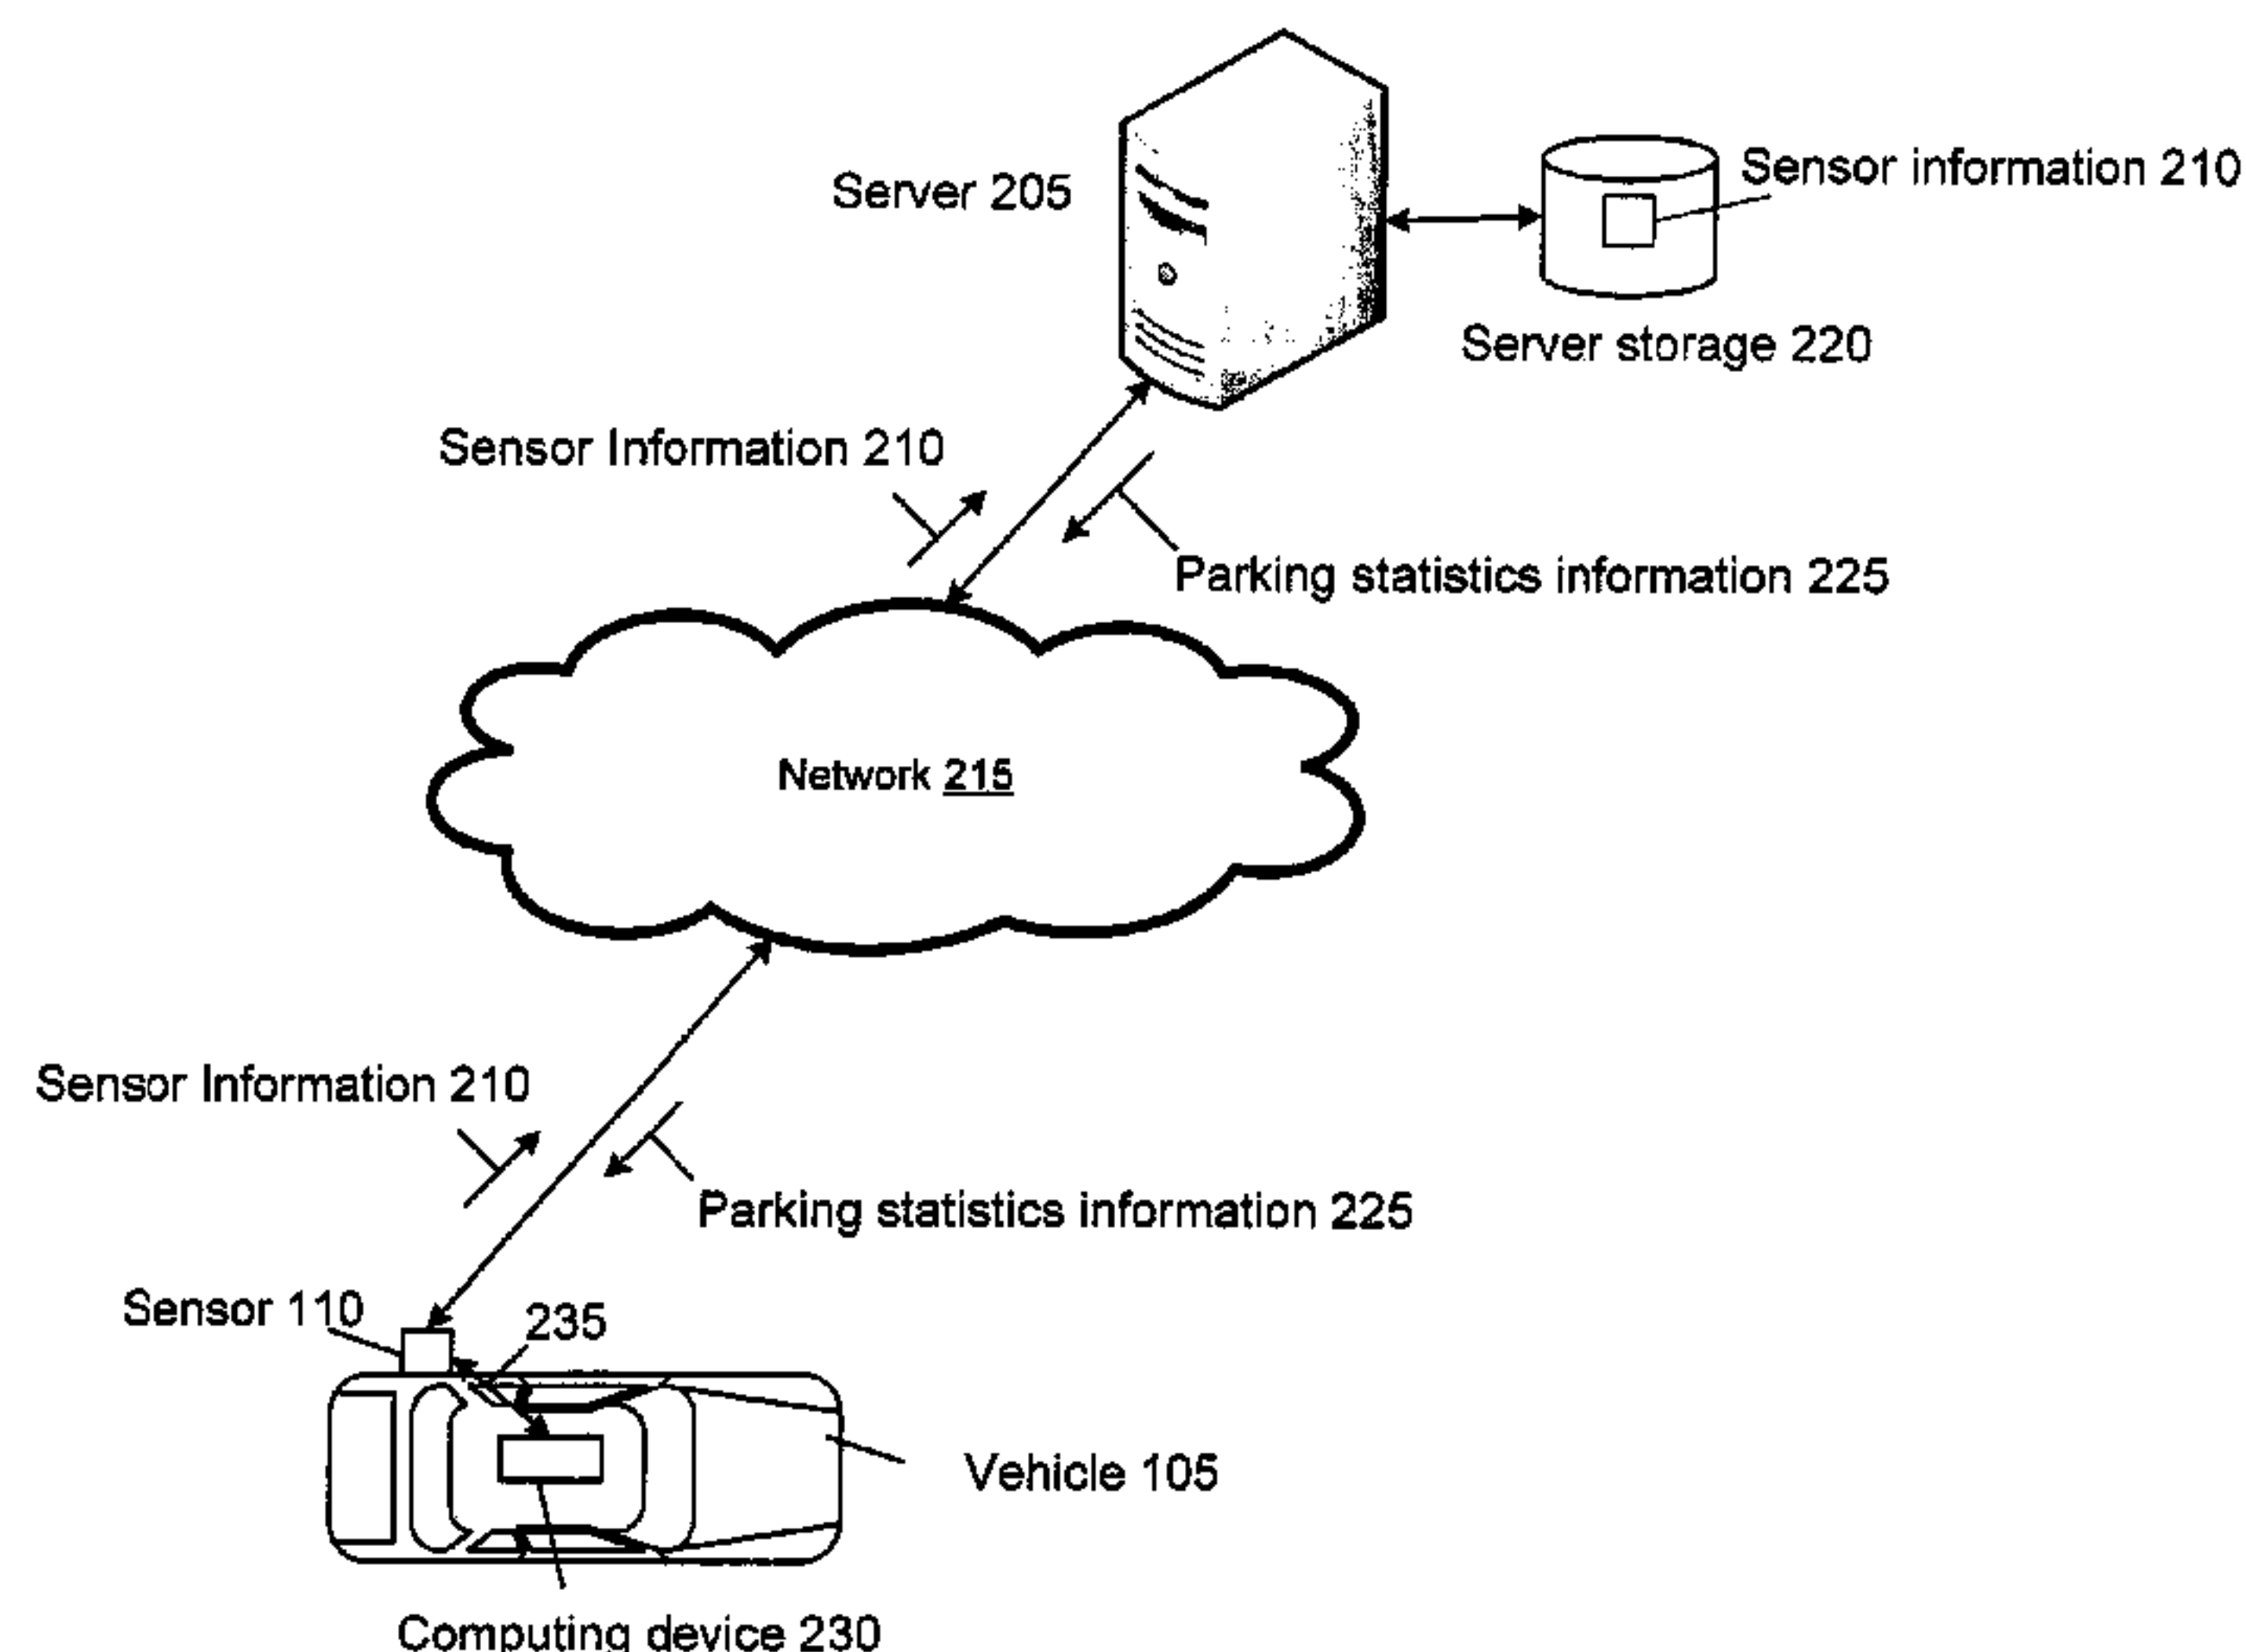 Server 205
Sensor information 210
Server storage 220
Sensor Information 210
Parking statistics information 225
Network 215
Sensor Information 210
Parking statistics information 225
Sensor 110
235
Vehicle 105
Computing device 230